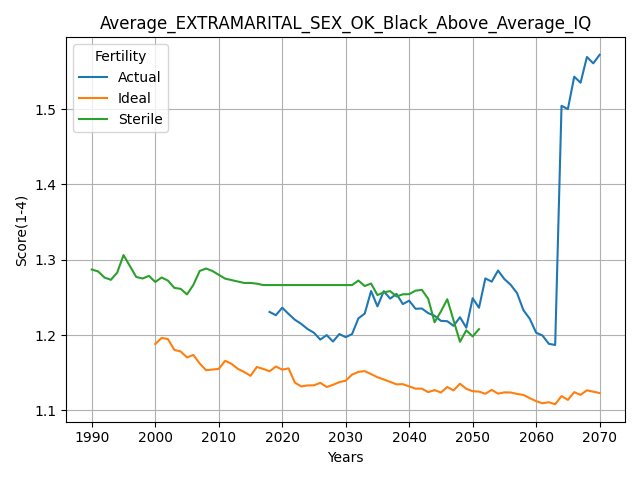 Average_EXTRAMARITAL_SEX_OK_Black_Above_Average_IQ
Fertility
Actual
Ideal
Sterile
Score(1-4)
1.5
1.4
1.3
1.2
1.1
1990 2000 2010 2020 2030 2040 2050 2060 2070
Years